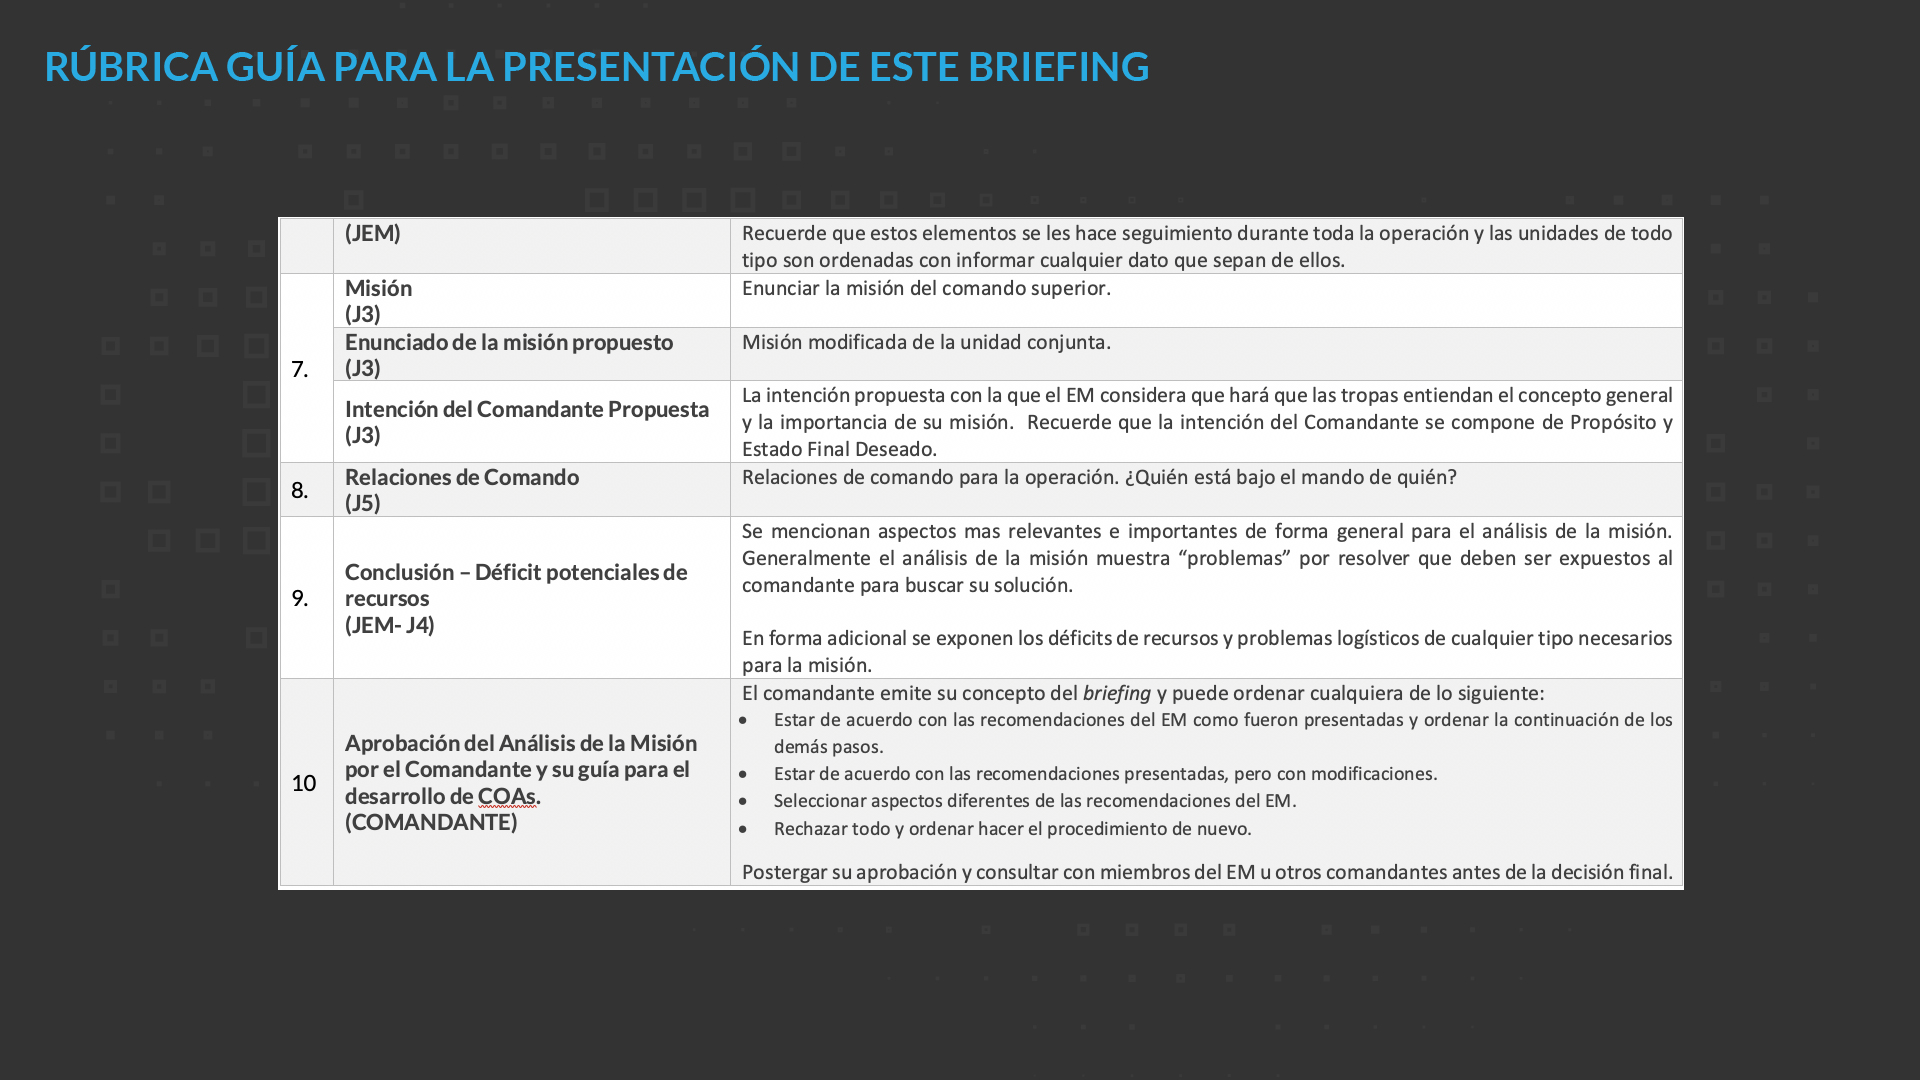 RÚBRICA GUÍA PARA LA PRESENTACIÓN DE ESTE BRIEFING
(JEM)
Recuerde que estos elementos se les hace seguimiento durante toda la operación y las unidades de todo
tipo son ordenadas con informar cualquier dato que sepan de ellos.
7.
Misión
(J3)
Enunciar la misión del comando superior.
Enunciado de la misión propuesto
(J3)
Misión modificada de la unidad conjunta.
Intención del Comandante Propuesta
(J3)
La intención propuesta con la que el EM considera que hará que las tropas entiendan el concepto general
y la importancia de su misión.  Recuerde que la intención del Comandante se compone de Propósito y
Estado Final Deseado.
8.
Relaciones de Comando
(J5)
Relaciones de comando para la operación. ¿Quién está bajo el mando de quién?
9.
Conclusión – Déficit potenciales de
recursos
(JEM- J4)
Se mencionan aspectos mas relevantes e importantes de forma general para el análisis de la misión.
Generalmente el análisis de la misión muestra “problemas” por resolver que deben ser expuestos al
comandante para buscar su solución.
En forma adicional se exponen los déficits de recursos y problemas logísticos de cualquier tipo necesarios
para la misión.
10
Aprobación del Análisis de la Misión
por el Comandante y su guía para el
desarrollo de COAs.
(COMANDANTE)
El comandante emite su concepto del briefing y puede ordenar cualquiera de lo siguiente:
• Estar de acuerdo con las recomendaciones del EM como fueron presentadas y ordenar la continuación de los
demás pasos.
• Estar de acuerdo con las recomendaciones presentadas, pero con modificaciones.
• Seleccionar aspectos diferentes de las recomendaciones del EM.
• Rechazar todo y ordenar hacer el procedimiento de nuevo.
Postergar su aprobación y consultar con miembros del EM u otros comandantes antes de la decisión final.